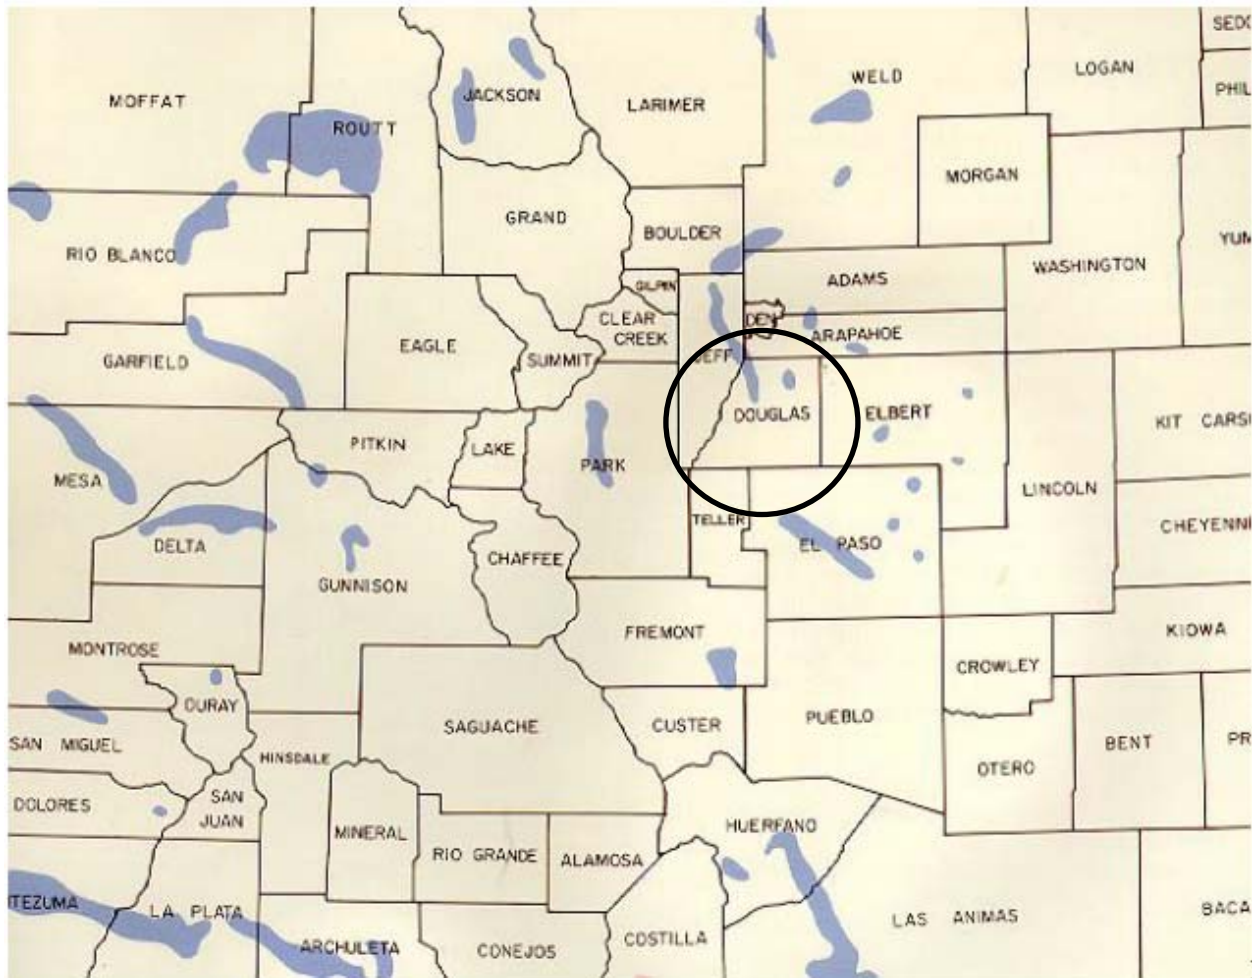 SEDG
MOFFAT
JACKSON
LARIMER
WELD
LOGAN
PHIL
ROUTT
MORGAN
GRAND
BOULDER
RIO BLANCO
YUM
WASHINGTON
GILPIN
ADAMS
CLEAR
CREEK
DEN
ARAPAHOE
EAGLE
SUMMIT
JEFF
GARFIELD
DOUGLAS
ELBERT
KIT CARS
PITKIN
LAKE
PARK
MESA
LINCOLN
TELLER
CHEYENN
DELTA
CHAFFEE
EL PASO
GUNNISON
FREMONT
KIOWA
MONTROSE
CROWLEY
OURAY
SAGUACHE
CUSTER
PUEBLO
SAN MIGUEL
HINSDALE
BENT
PR
OTERO
DOLORES
SAN
JUAN
MINERAL
RIO GRANDE
ALAMOSA
HUERFANO
TEZUMA
LA PLATA
LAS ANIMAS
BACA
ARCHULETA
CONEJOS
COSTILLA